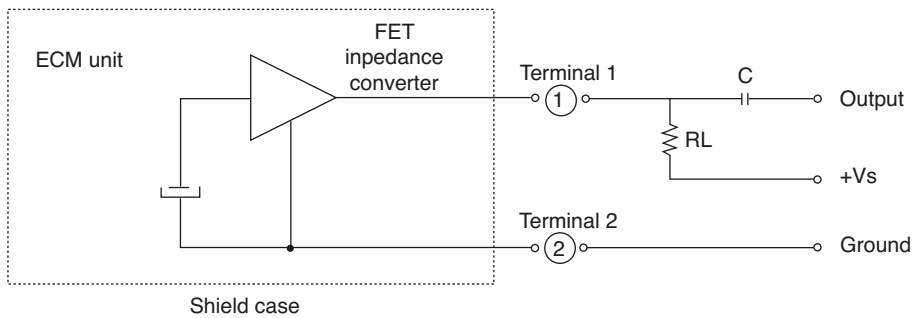 ECM unit
FET
inpedance
converter
Terminal 1
1
C
Output
RL
+Vs
Terminal 2
2
Ground
Shield case